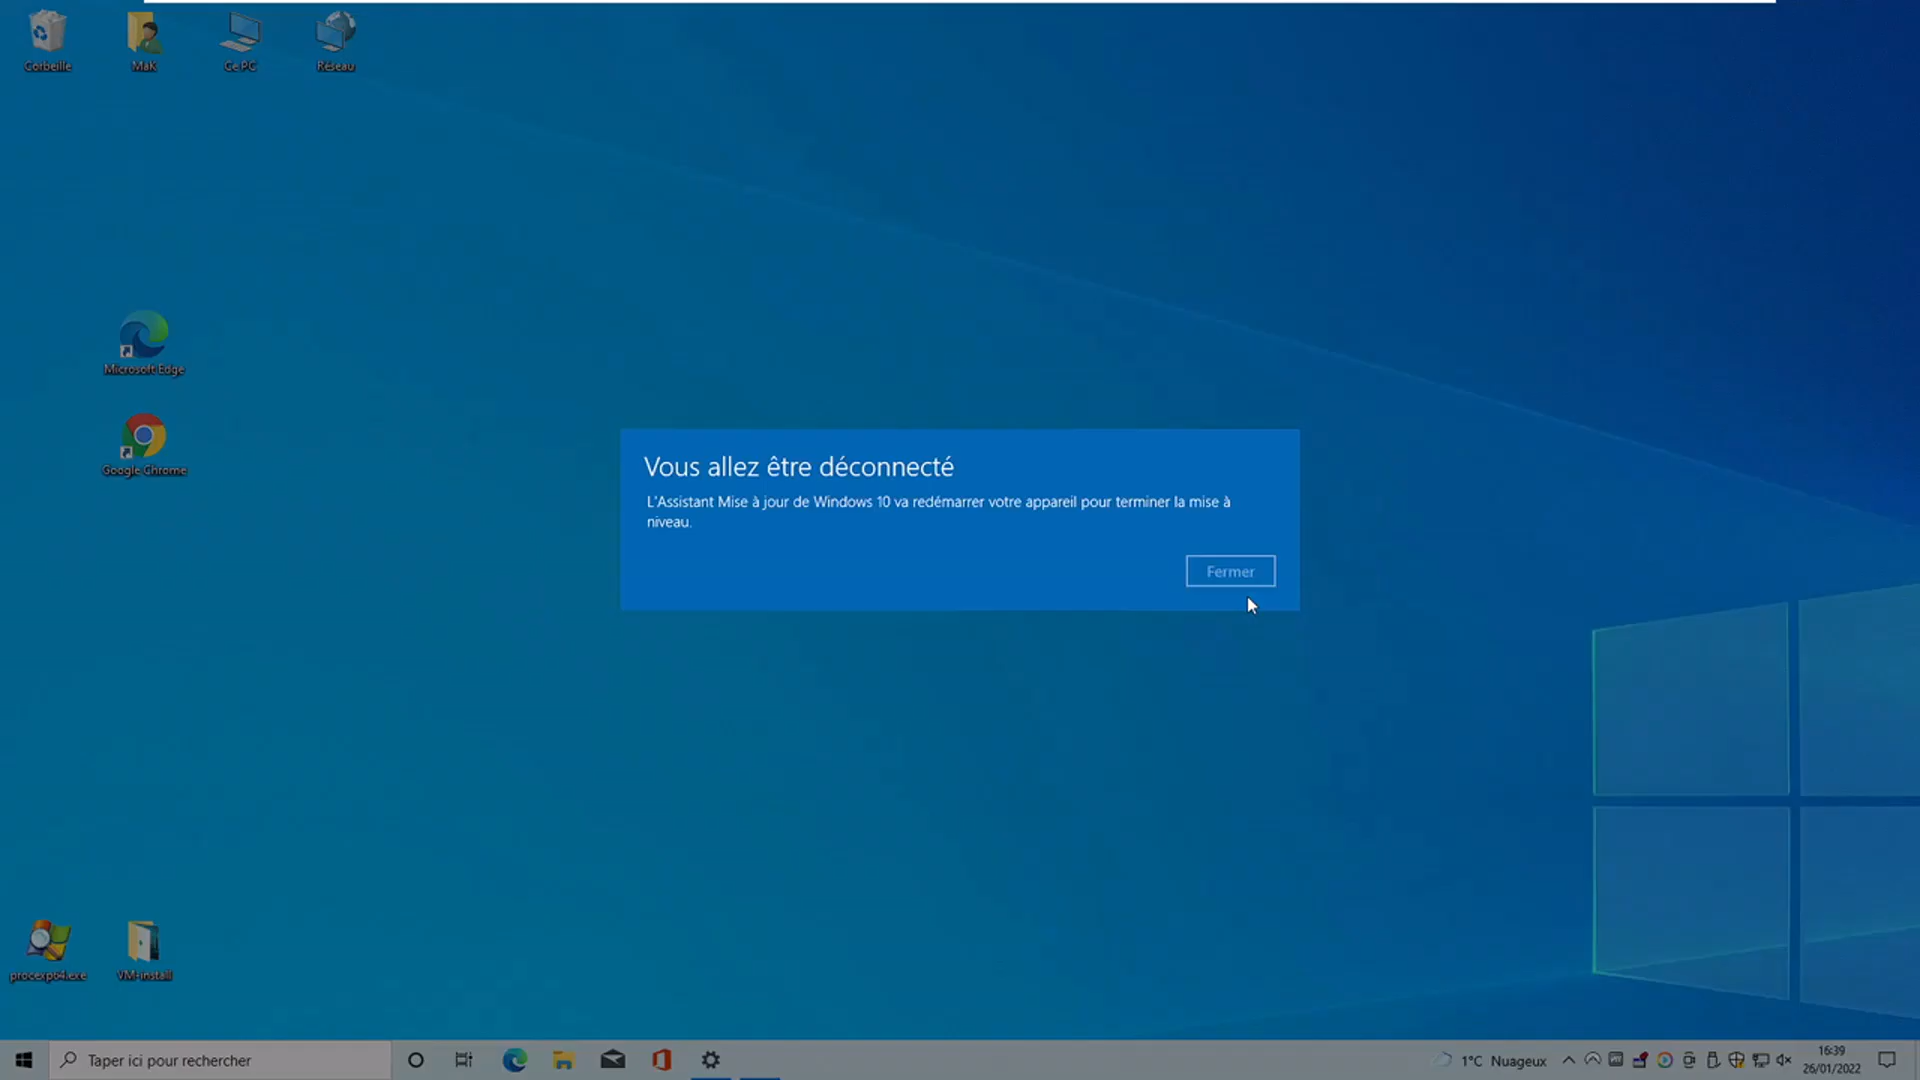 Corbeille
MaK
Ce PC
Réseau
Microsoft Edge
Google Chrome
Vous allez être déconnecté
L'Assistant Mise à jour de Windows 10 va redémarrer votre appareil pour terminer la mise à
niveau.
Fermer
procexp64.exe
VM-install
Taper ici pour rechercher
1°C Nuageux
16:39
26/01/2022